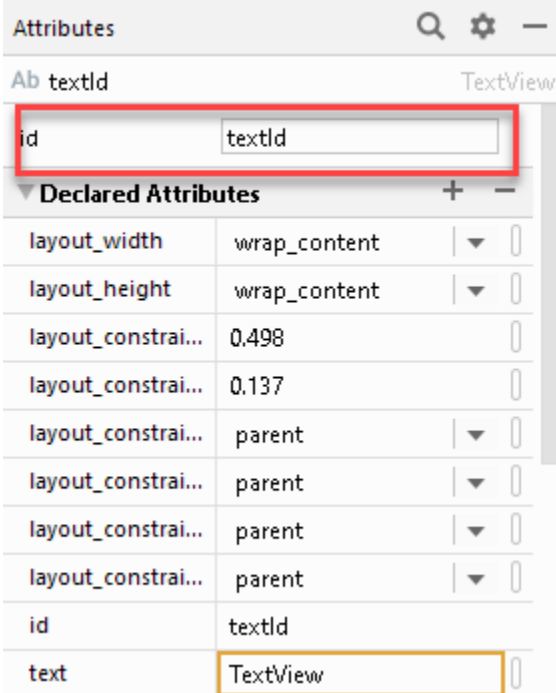 Attributes
Ab textId TextView
id textId
Declared Attributes
layout_width wrap_content
layout_height wrap_content
layout_constrai... 0.498
layout_constrai... 0.137
layout_constrai... parent
layout_constrai... parent
layout_constrai... parent
layout_constrai... parent
id textId
text TextView